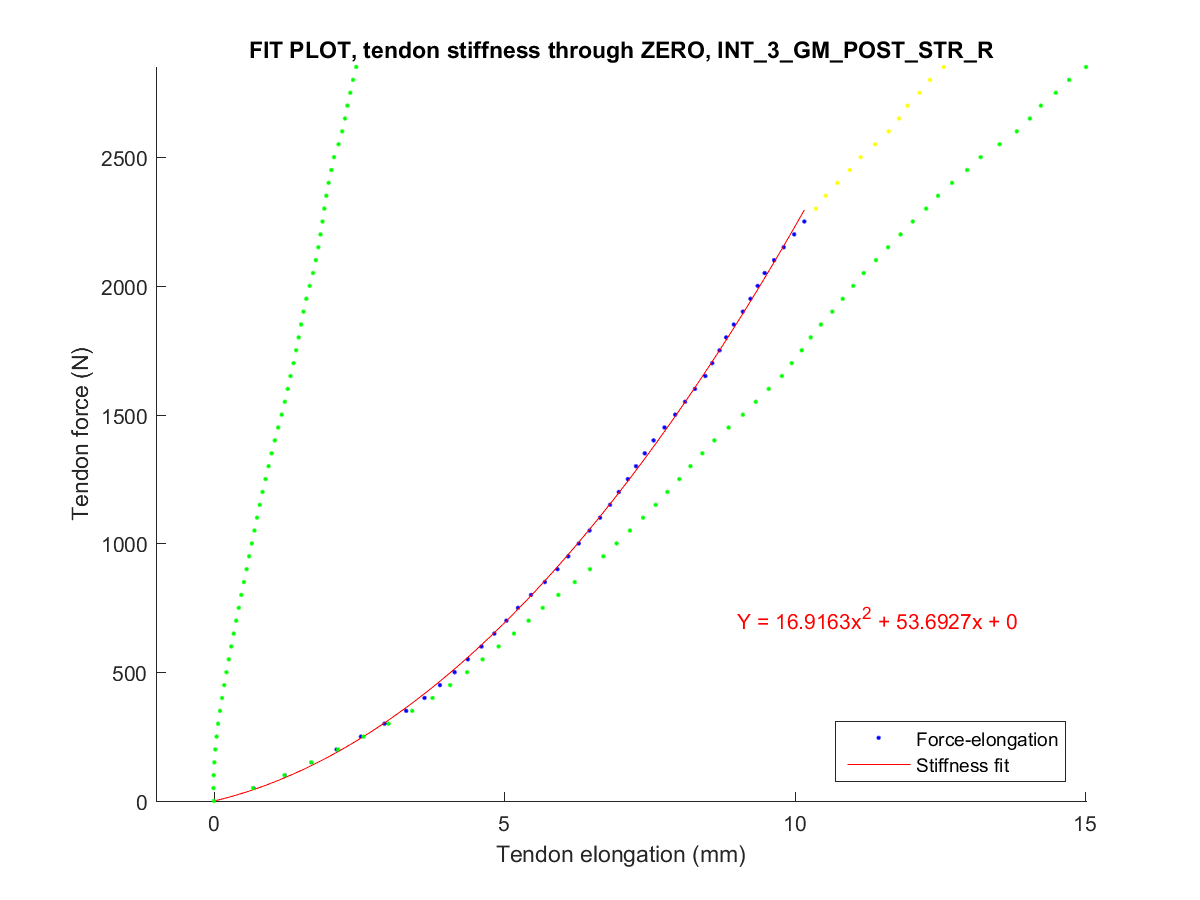 FIT PLOT, tendon stiffness through ZERO, INT_3_GM_POST_STR_R
2500
2000
1500
1000
500
0
Tendon force (N)
Y = 16.9163x² + 53.6927x + 0
Force-elongation
Stiffness fit
0 5 10 15
Tendon elongation (mm)